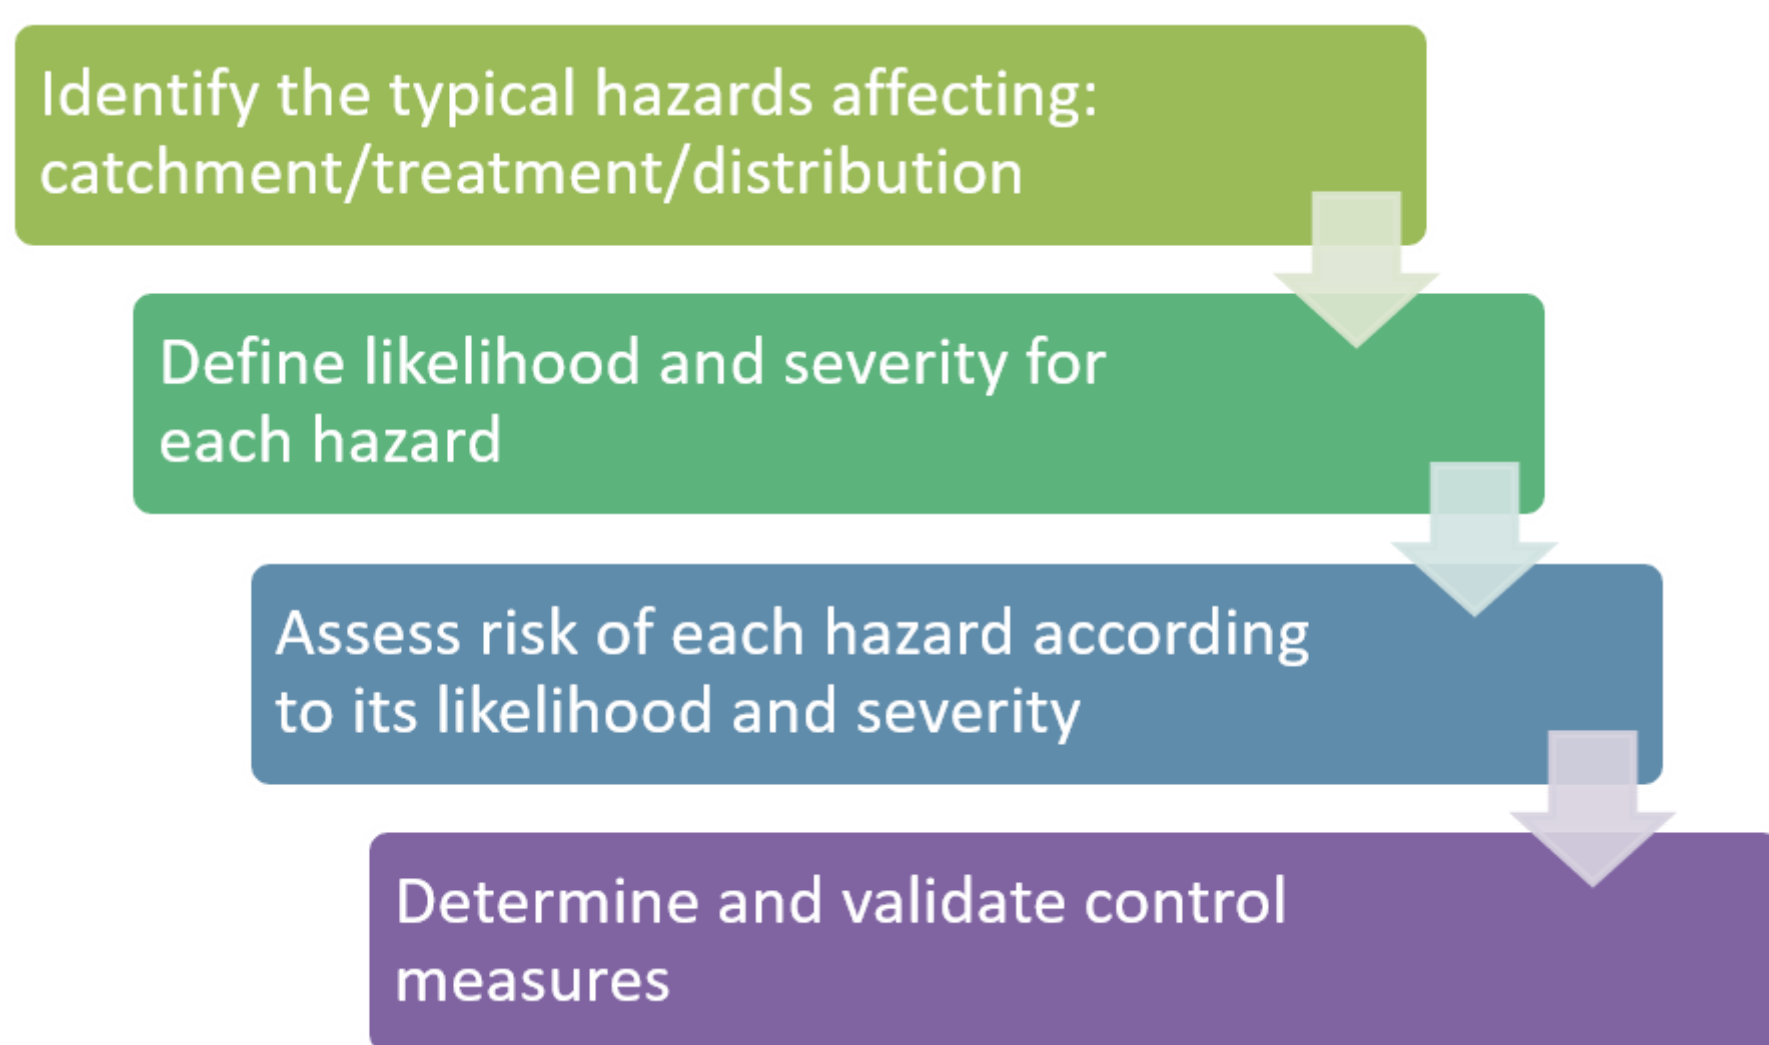 Identify the typical hazards affecting:
catchment/treatment/distribution
Define likelihood and severity for
each hazard
Assess risk of each hazard according
to its likelihood and severity
Determine and validate control
measures